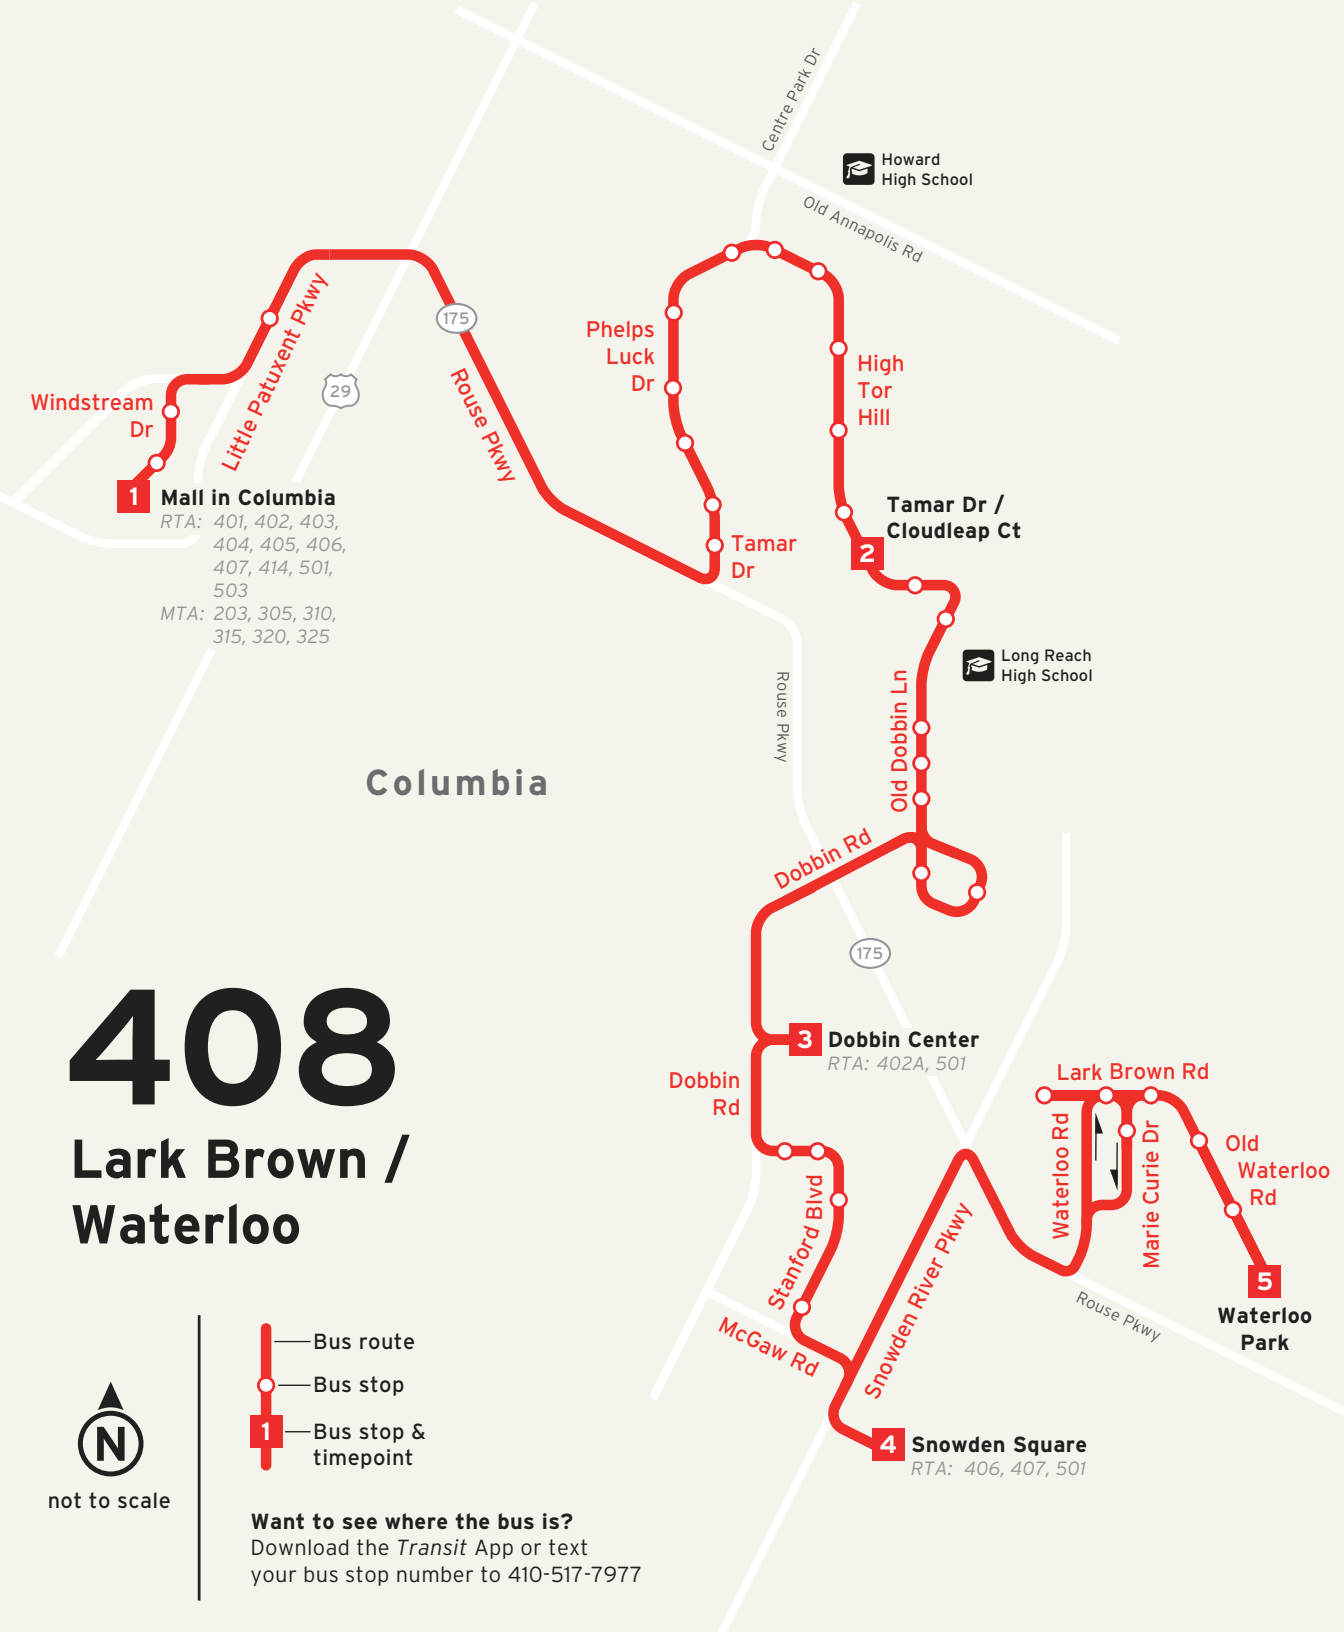 Centre Park Dr
Howard
High School
Old Annapolis Rd
175
Phelps
Luck
Dr
High
Tor
Hill
Little Patuxent Pkwy
29
Rouse Pkwy
Windstream
Dr
1
Mall in Columbia
RTA: 401, 402, 403,
404, 405, 406,
407, 414, 501,
503
MTA: 203, 305, 310,
315, 320, 325
Tamar Dr /
Cloudleap Ct
2
Tamar
Dr
Long Reach
High School
Rouse Pkwy
Old Dobbin Ln
Columbia
Dobbin Rd
175
408
Lark Brown /
Waterloo
3
Dobbin Center
RTA: 402A, 501
Dobbin
Rd
Lark Brown Rd
Waterloo Rd
Marie Curie Dr
Old
Waterloo
Rd
Stanford Blvd
Snowden River Pkwy
McGaw Rd
Rouse Pkwy
5
Waterloo
Park
4
Snowden Square
RTA: 406, 407, 501
Bus route
Bus stop
1
Bus stop &
timepoint
N
not to scale
Want to see where the bus is?
Download the Transit App or text
your bus stop number to 410-517-7977